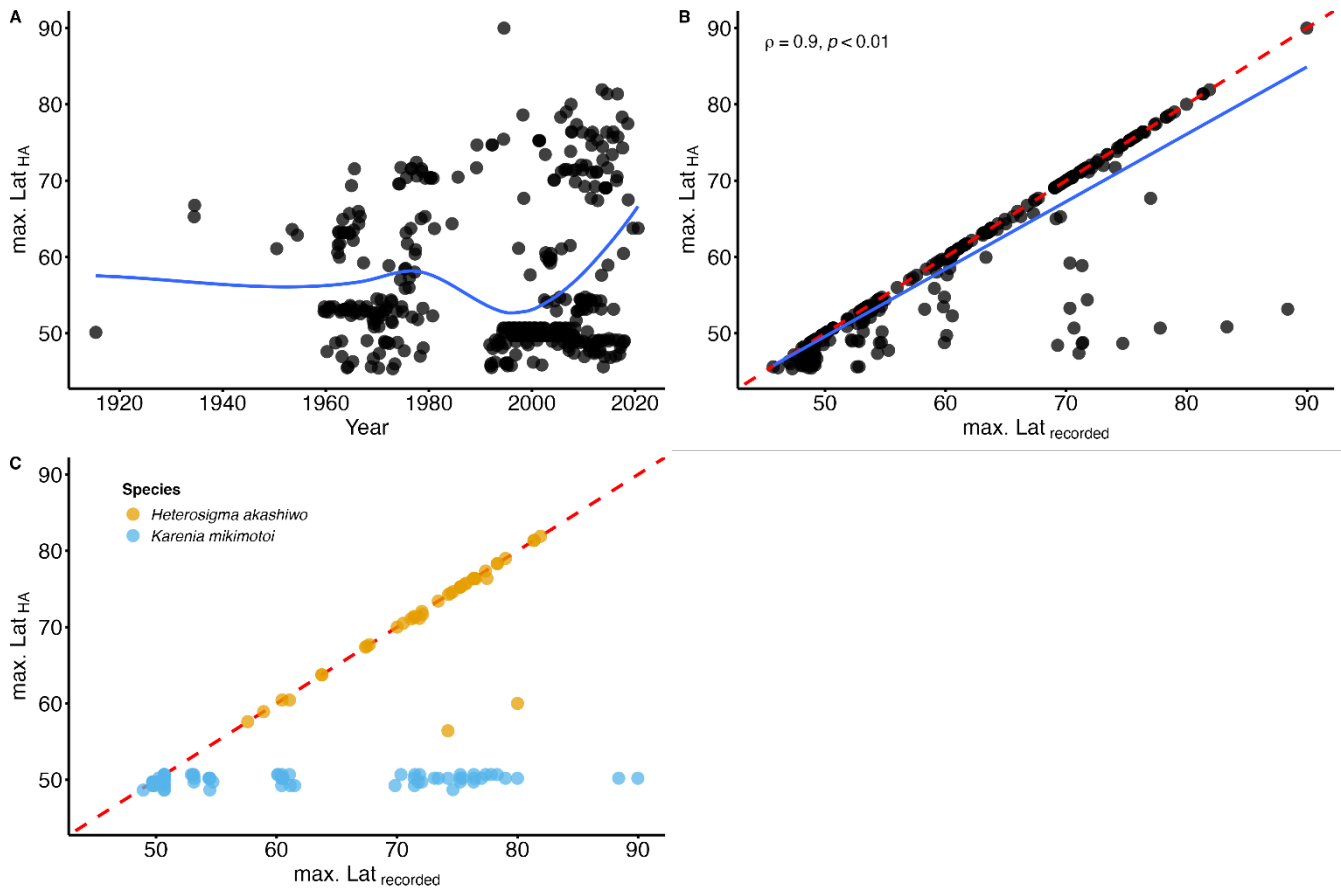 A
90
80
70
60
50
max. Lat HA
1920 1940 1960 1980 2000 2020
Year
B
ρ = 0.9, p < 0.01
90
80
70
60
50
max. Lat HA
50 60 70 80 90
max. Lat recorded
C
Species
Heterosigma akashiwo
Karenia mikimotoi
90
80
70
60
50
max. Lat HA
50 60 70 80 90
max. Lat recorded